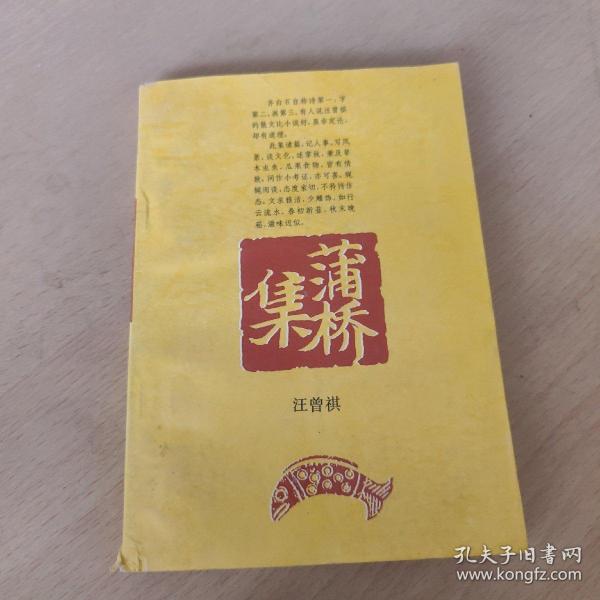 齐白石自称诗第一，字
第二，画第三。有人说汪曾祺
的散文比小说好，虽非定论，
却有道理。
此集诸篇，记人事、写风
景、谈文化、述掌故，兼及草
木虫鱼、瓜果食物，皆有情
致。间作小考证，亦可喜。娓
娓而谈，态度亲切，不矜持作
态。文求雅洁，少雕饰，如行
云流水。春初新韭，秋末晚
菘，滋味近似。
蒲桥
集
汪曾祺
孔夫子旧书网
www.kongfz.com